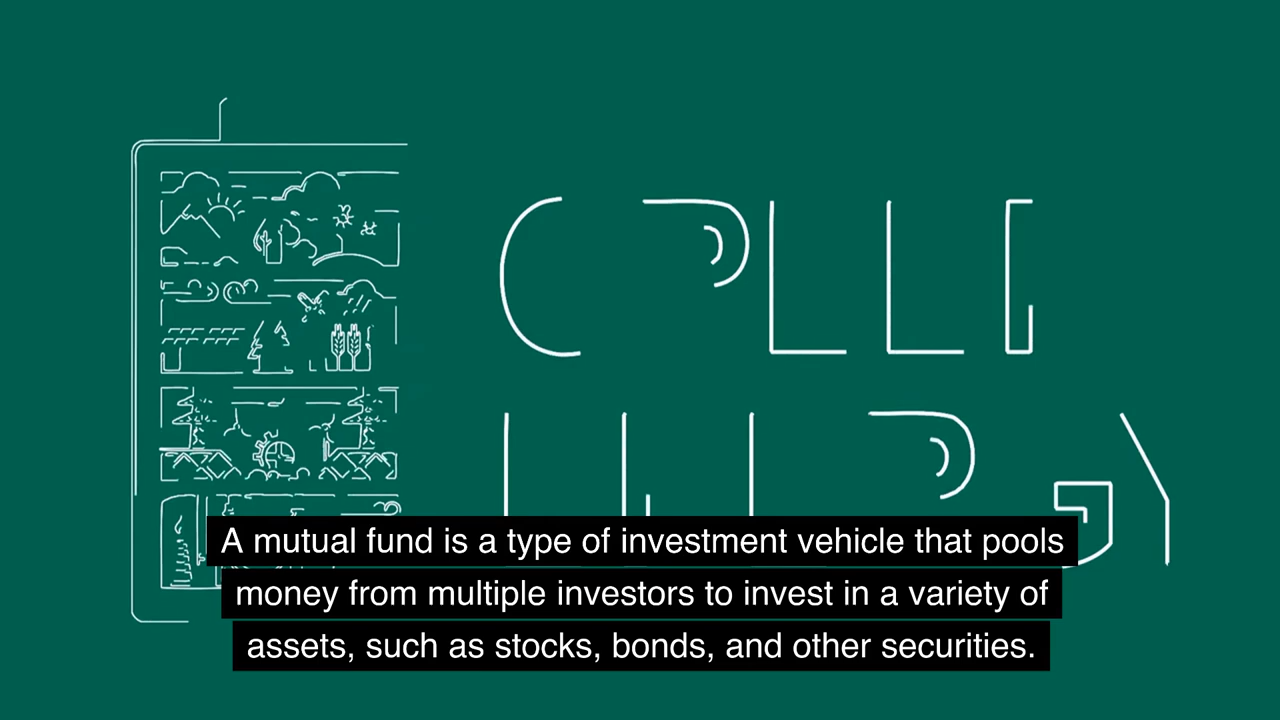 A mutual fund is a type of investment vehicle that pools
money from multiple investors to invest in a variety of
assets, such as stocks, bonds, and other securities.